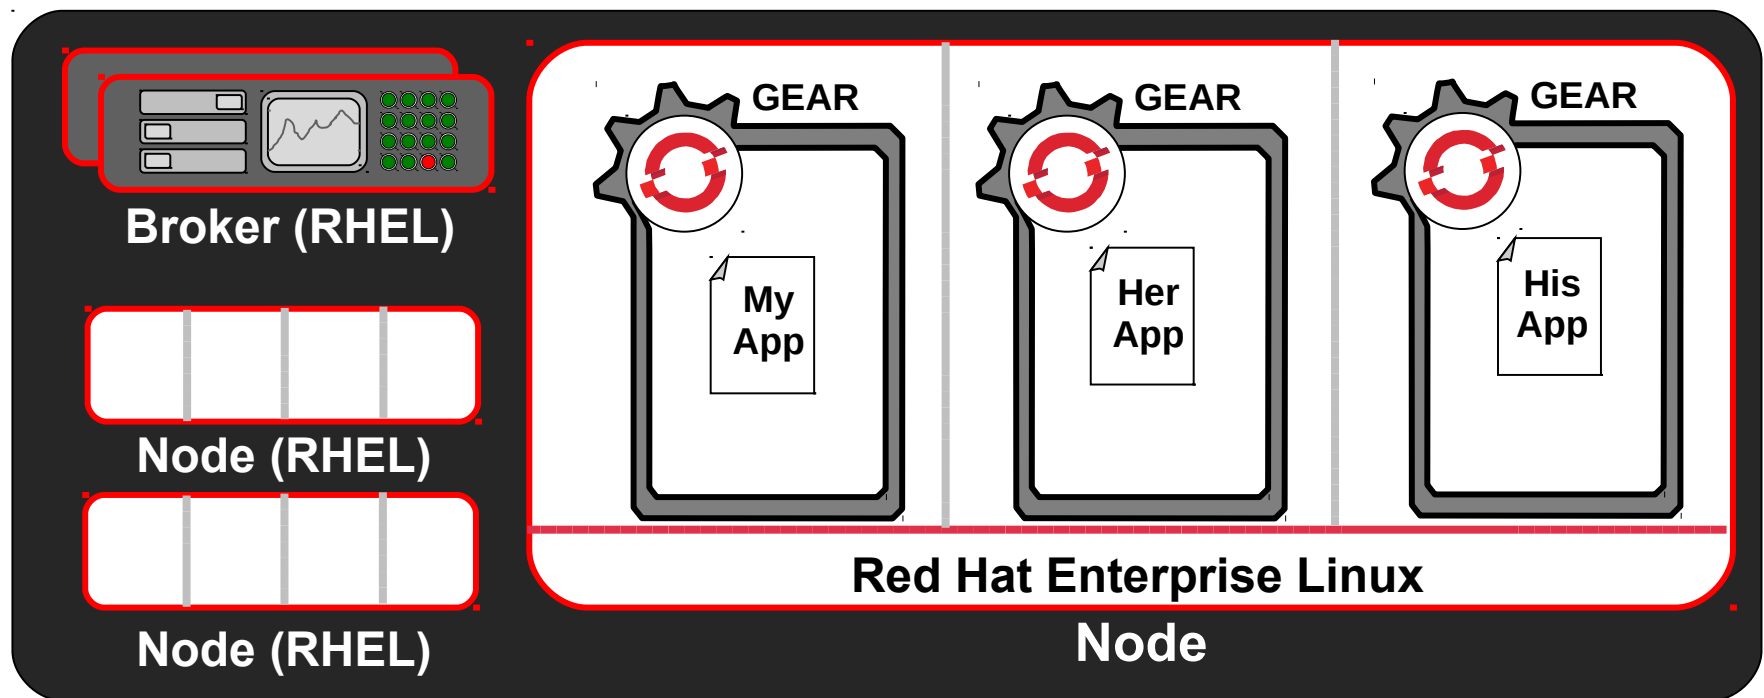 Broker (RHEL)
Node (RHEL)
Node (RHEL)
GEAR
My
App
GEAR
Her
App
GEAR
His
App
Red Hat Enterprise Linux
Node